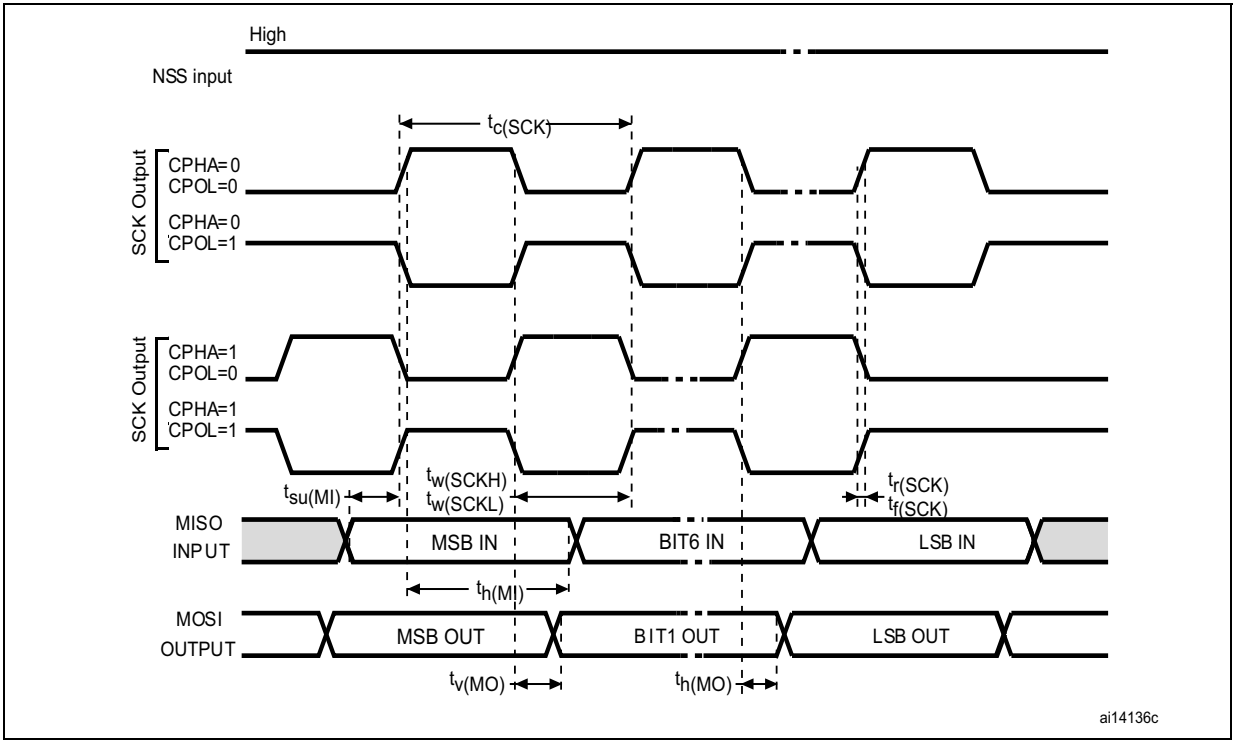 High
NSS input
tc(SCK)
SCK Output
CPHA=0
CPOL=0
CPHA=0
CPOL=1
SCK Output
CPHA=1
CPOL=0
CPHA=1
CPOL=1
tsu(MI)
tw(SCKH)
tw(SCKL)
tr(SCK)
tf(SCK)
MISO
INPUT
MSB IN
BIT6 IN
LSB IN
th(MI)
MOSI
OUTPUT
MSB OUT
BIT1 OUT
LSB OUT
tv(MO)
th(MO)
ai14136c